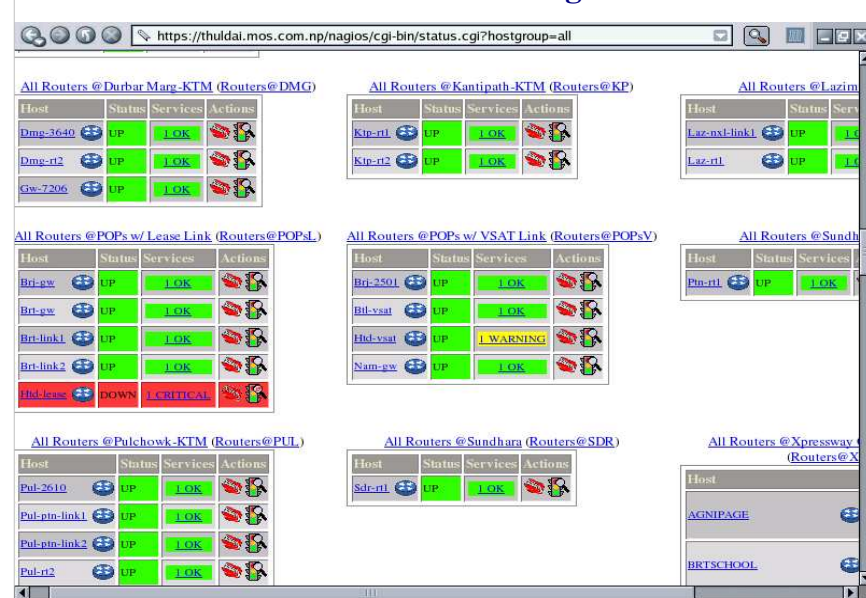 https://thuldai.mos.com.np/nagios/cgi-bin/status.cgi?hostgroup=all
All Routers @Durbar Marg-KTM (Routers@DMG)
Host Status Services Actions
Dmg-3640 UP 1 OK
Dmg-rt2 UP 1 OK
Gw-7206 UP 1 OK
All Routers @Kantipath-KTM (Routers@KP)
Host Status Services Actions
Ktp-rt1 UP 1 OK
Ktp-rt2 UP 1 OK
All Routers @Lazim
Host Status Serv
Laz-nxl-link1 UP 1 O
Laz-rt1 UP 1 O
All Routers @POPs w/ Lease Link (Routers@POPsL)
Host Status Services Actions
Brj-gw UP 1 OK
Brt-gw UP 1 OK
Brt-link1 UP 1 OK
Brt-link2 UP 1 OK
Htd-lease DOWN 1 CRITICAL
All Routers @POPs w/ VSAT Link (Routers@POPsV)
Host Status Services Actions
Brj-2501 UP 1 OK
Btl-vsat UP 1 OK
Htd-vsat UP 1 WARNING
Nam-gw UP 1 OK
All Routers @Sundh
Host Status Services
Ptn-rt1 UP 1 OK
All Routers @Pulchowk-KTM (Routers@PUL)
Host Status Services Actions
Pul-2610 UP 1 OK
Pul-ptn-link1 UP 1 OK
Pul-ptn-link2 UP 1 OK
Pul-rt2 UP 1 OK
All Routers @Sundhara (Routers@SDR)
Host Status Services Actions
Sdr-rt1 UP 1 OK
All Routers @Xpressway
(Routers@X
Host
AGNIPAGE
BRTSCHOOL